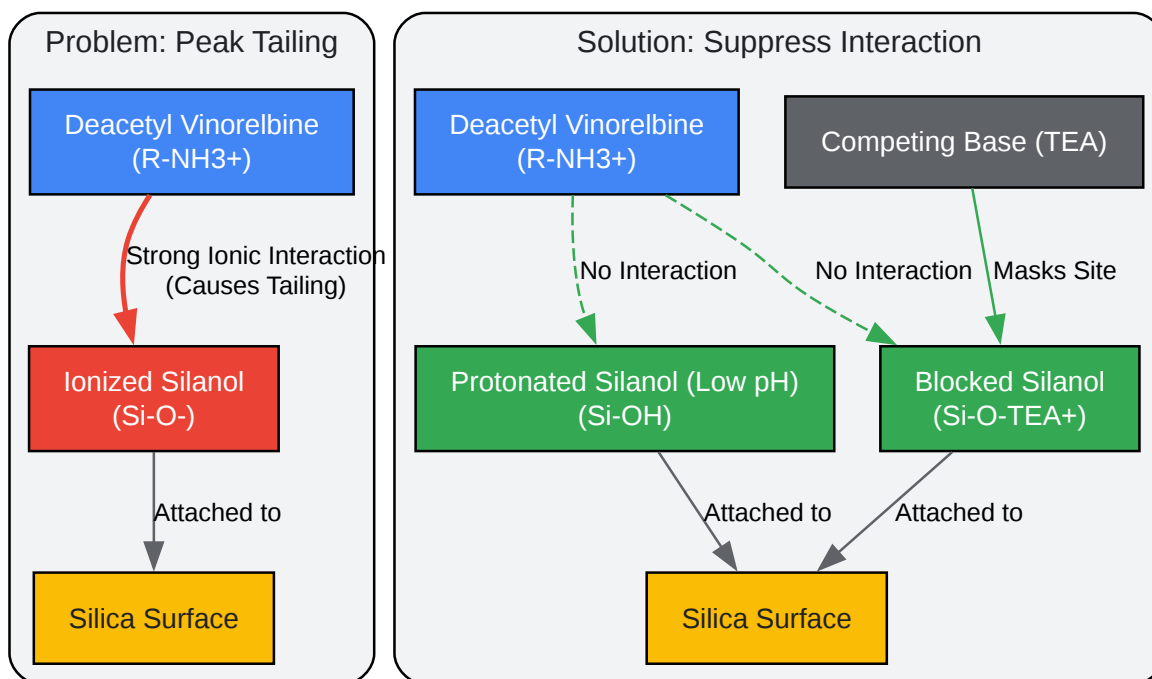 Problem: Peak Tailing
Deacetyl Vinorelbine
(R-NH3+)
Strong Ionic Interaction
(Causes Tailing)
Ionized Silanol
(Si-O-)
Attached to
Silica Surface
Solution: Suppress Interaction
Deacetyl Vinorelbine
(R-NH3+)
Competing Base (TEA)
No Interaction
No Interaction
Masks Site
Protonated Silanol (Low pH)
(Si-OH)
Blocked Silanol
(Si-O-TEA+)
Attached to
Attached to
Silica Surface